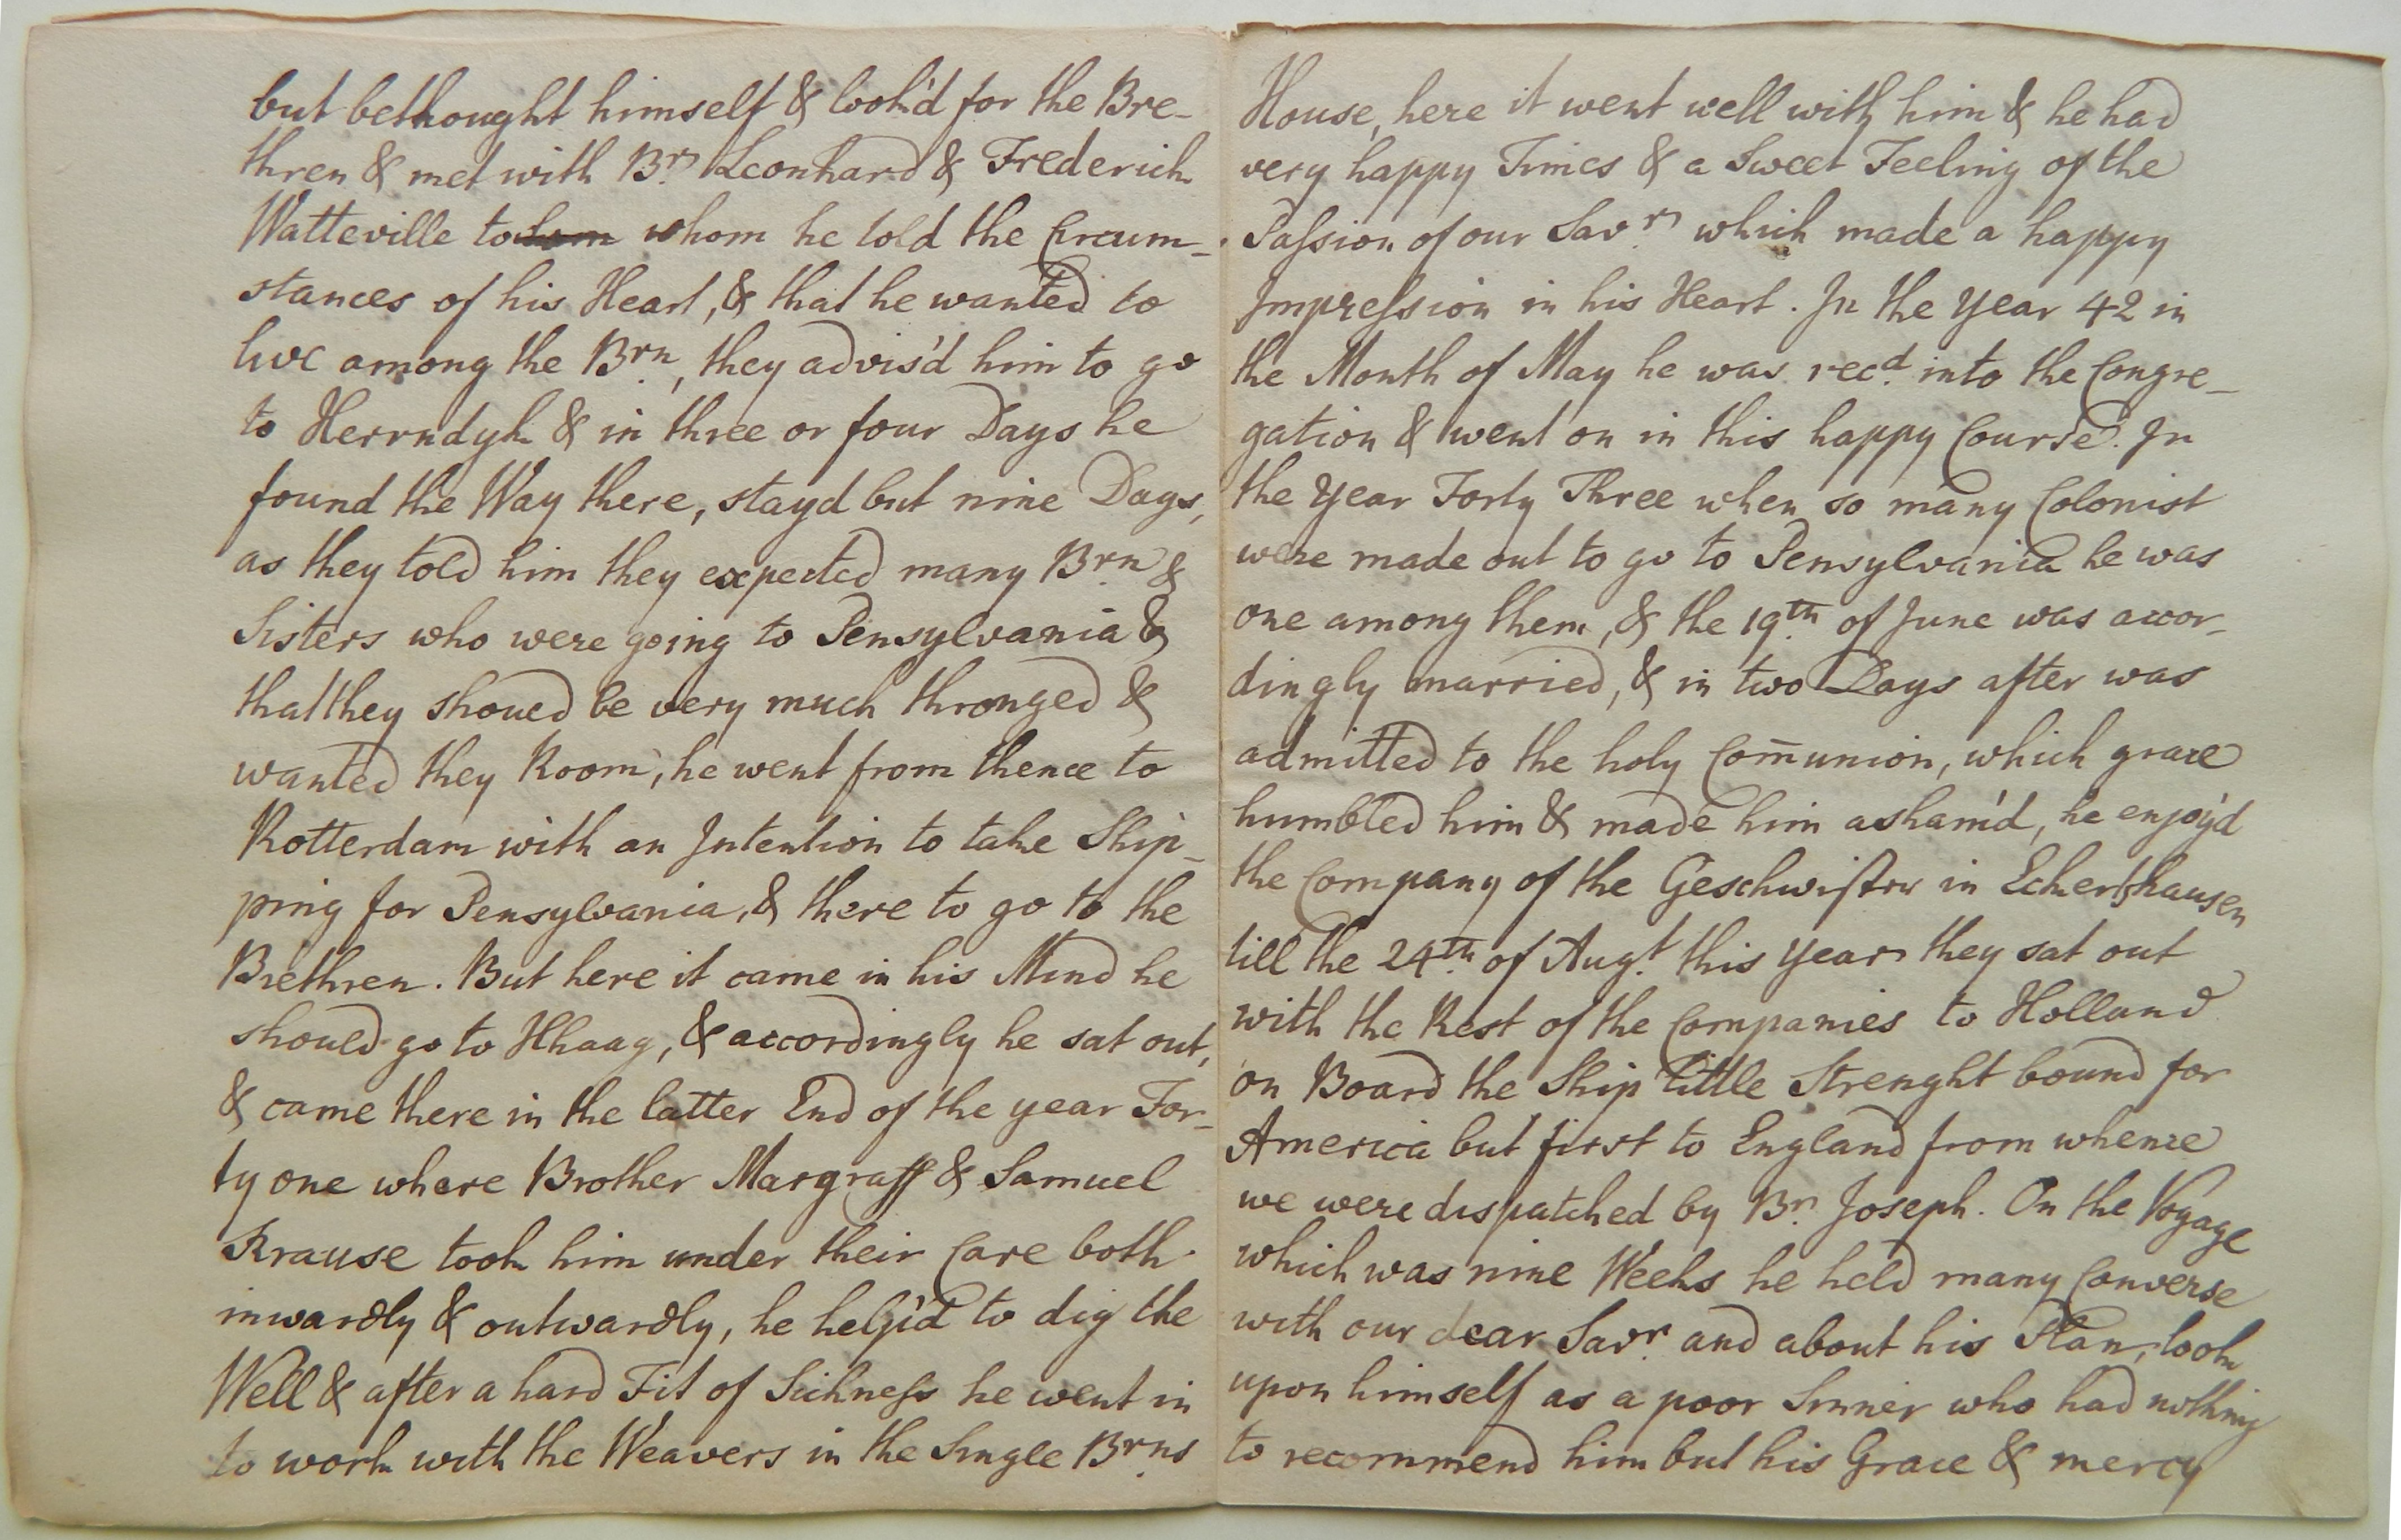 but bethought himself & look'd for the Bre-
thren & met with Br. Leonhard & Frederich
Watteville to whom he told the Circum-
stances of his Heart, & that he wanted to
live among the Brn, they advis'd him to go
to Herrndyk & in three or four Days he
found the Way there, stayd but nine Days,
as they told him they expected many Brn &
Sisters who were going to Pensylvania &
that they shoued be very much thronged &
wanted they Room, he went from thence to
Rotterdam with an Intention to take Ship-
ping for Pensylvania, & there to go to the
Brethren. But here it came in his Mind he
should go to Hhaag, & accordingly he sat out,
& came there in the latter End of the year For-
ty one where Brother Margraff & Samuel
Krause took him under their Care both
inwardly & outwardly, he help'd to dig the
Well & after a hard Fit of Sickness he went in
to work with the Weavers in the Single Brns
House, here it went well with him & he had
very happy Times & a Sweet Feeling of the
Passion of our Savr. which made a happy
Impression in his Heart. In the Year 42 in
the Month of May he was recd. into the Congre-
gation & went on in this happy Course. In
the Year Forty Three when so many Colonist
were made out to go to Pensylvania he was
one among them, & the 19th of June was accor-
dingly married, & in two Days after was
admitted to the holy Com̄union, which grace
humbled him & made him asham'd, he enjoy'd
the Company of the Geschwister in Eckertshausen
till the 24th of Augt. this Year they sat out
with the Rest of the Companies to Holland
on Board the Ship little Strenght bound for
America but first to England from whence
we were dispatched by Br. Joseph. On the Voyage
which was nine Weeks he held many Converse
with our dear Savr. and about his Plan, look
upon himself as a poor Sinner who had nothing
to recommend him but his Grace & mercy